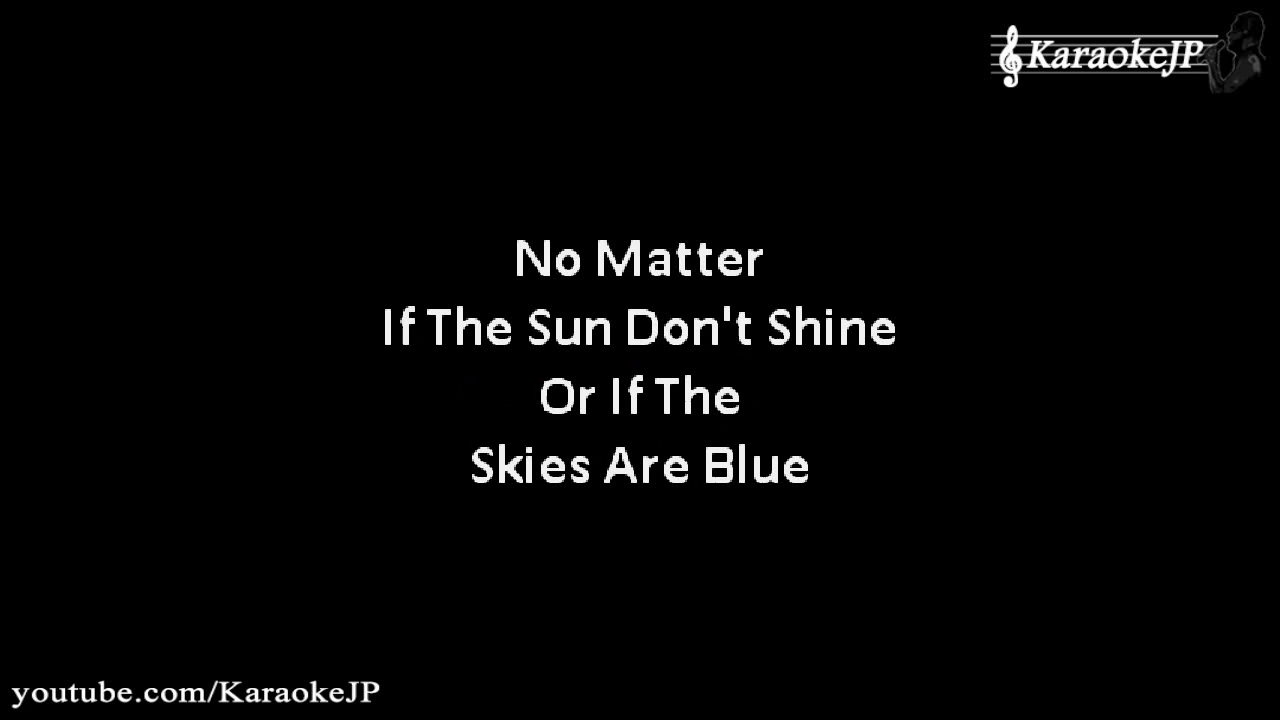 KaraokeJP
No Matter
If The Sun Don't Shine
Or If The
Skies Are Blue
youtube.com/KaraokeJP